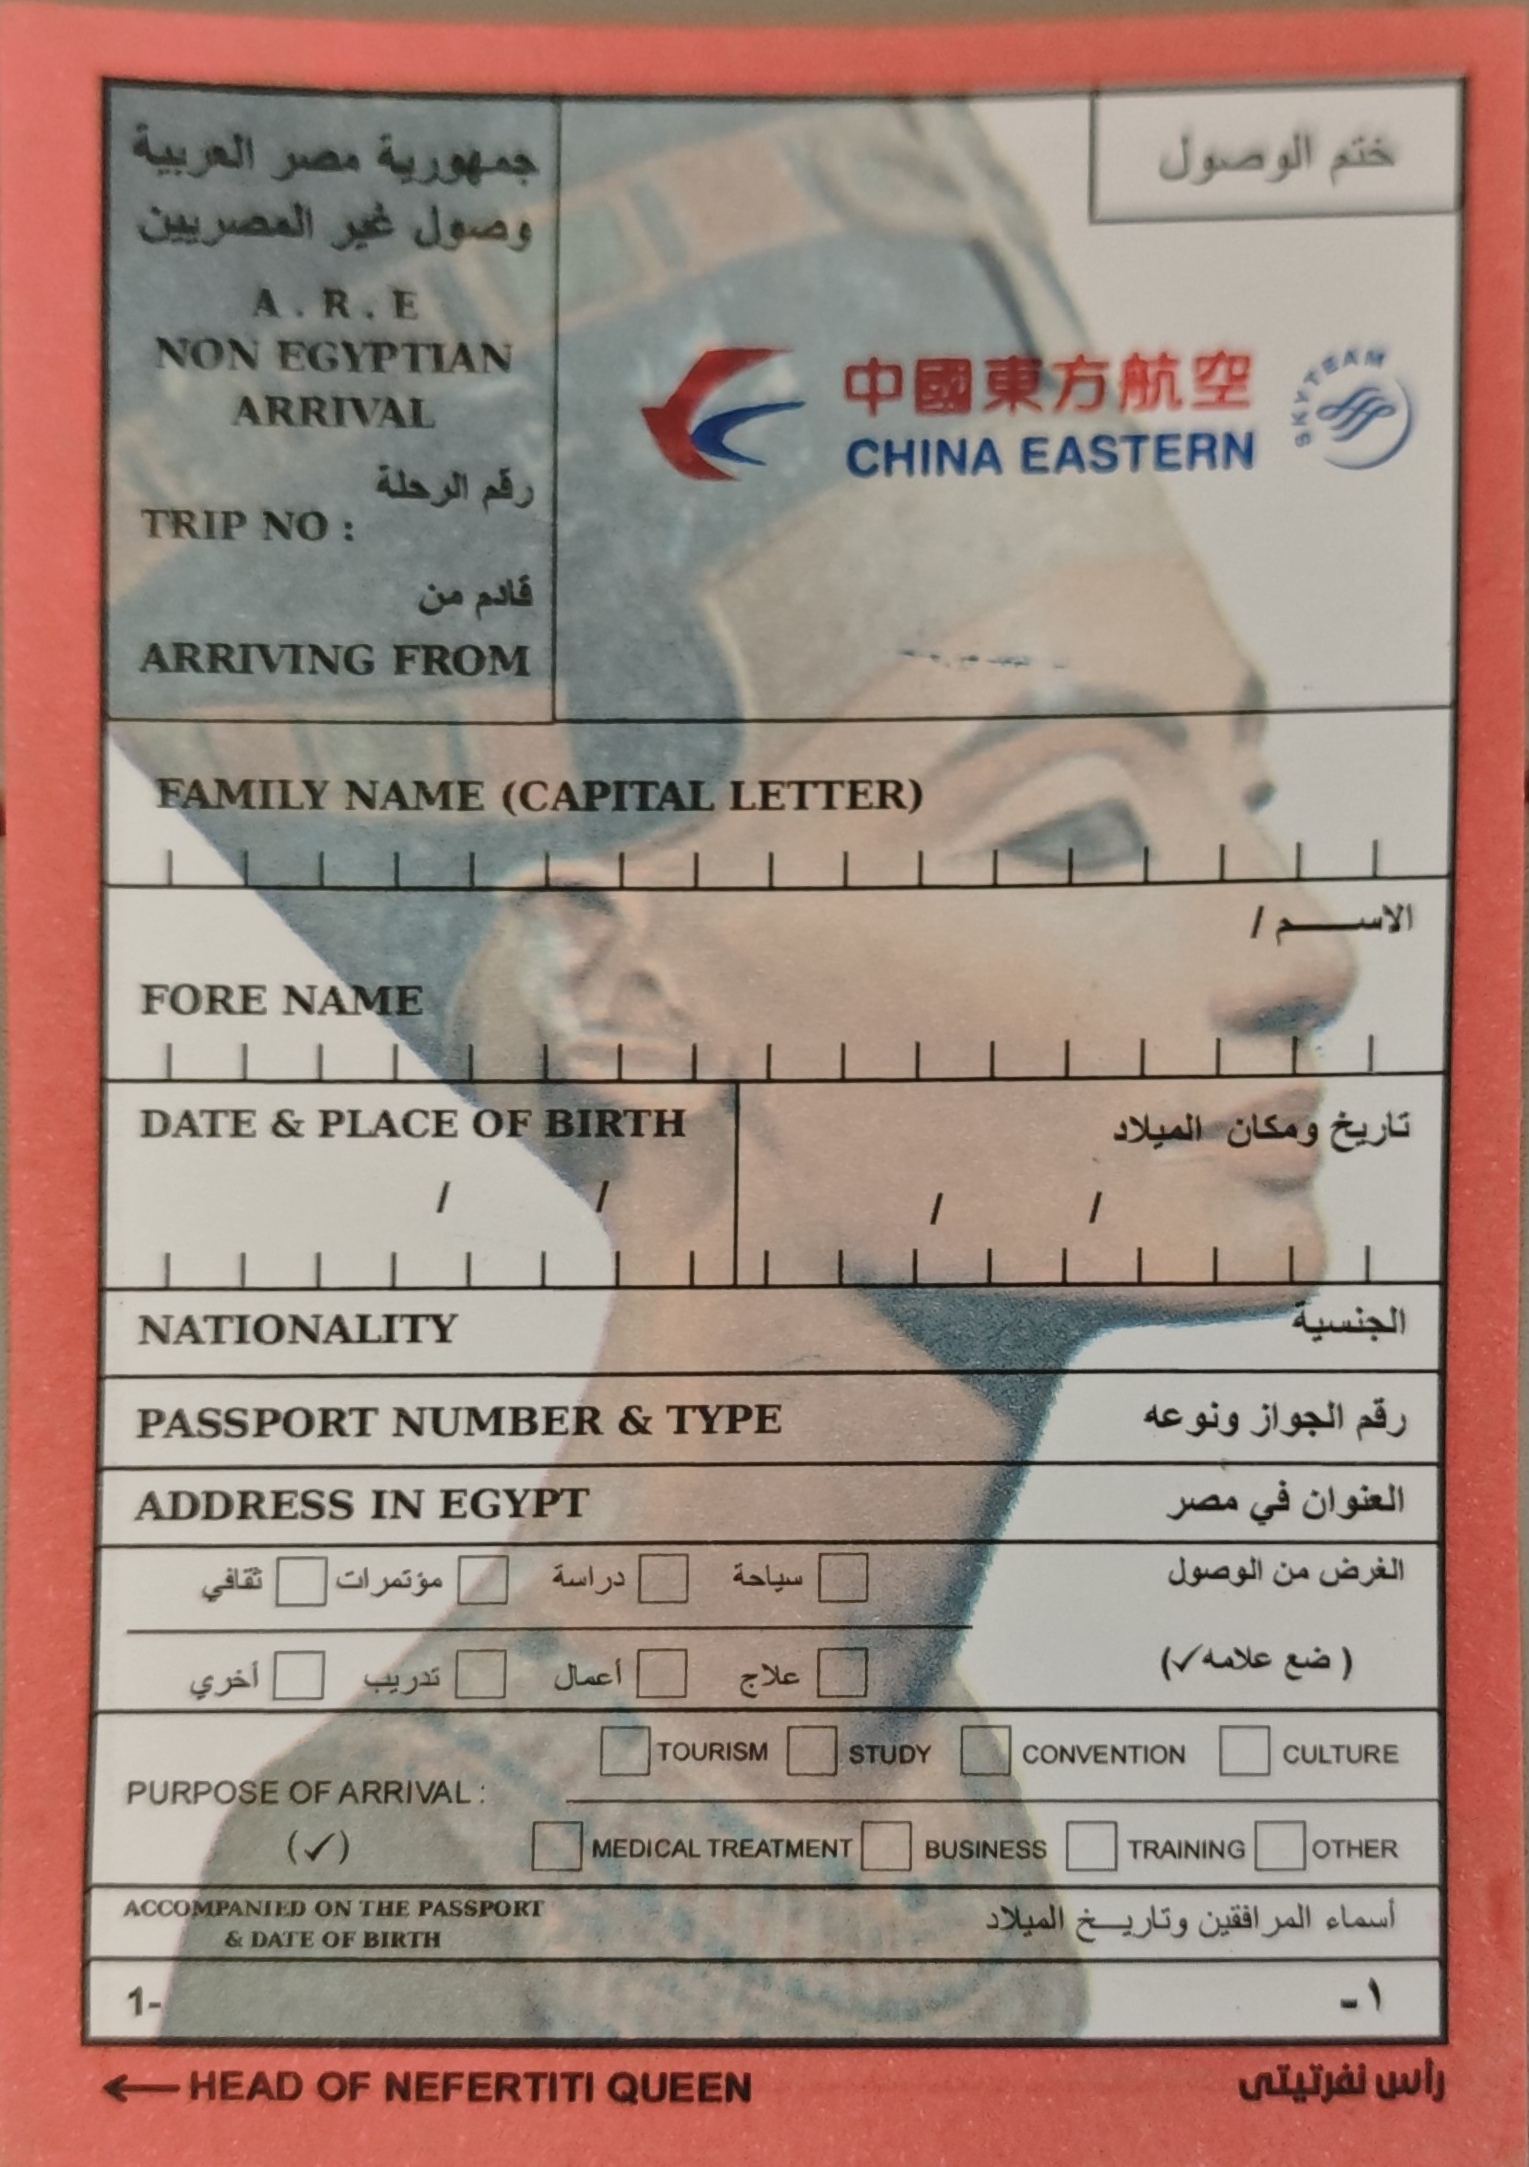 جمهورية مصر العربية
وصول غير المصريين
A . R . E
NON EGYPTIAN
ARRIVAL
رقم الرحلة
TRIP NO :
قادم من
ARRIVING FROM
ختم الوصول
中國東方航空
CHINA EASTERN
SKYTEAM
FAMILY NAME (CAPITAL LETTER)
الاســـــم /
FORE NAME
DATE & PLACE OF BIRTH تاريخ ومكان الميلاد
/ / / /
NATIONALITY الجنسية
PASSPORT NUMBER & TYPE رقم الجواز ونوعه
ADDRESS IN EGYPT العنوان في مصر
الغرض من الوصول سياحة دراسة مؤتمرات ثقافي
( ضع علامه ✓) علاج أعمال تدريب أخري
TOURISM STUDY CONVENTION CULTURE
PURPOSE OF ARRIVAL :
(✓) MEDICAL TREATMENT BUSINESS TRAINING OTHER
ACCOMPANIED ON THE PASSPORT
& DATE OF BIRTH
أسماء المرافقين وتاريـــخ الميلاد
1- ١-
← HEAD OF NEFERTITI QUEEN رأس نفرتيتى